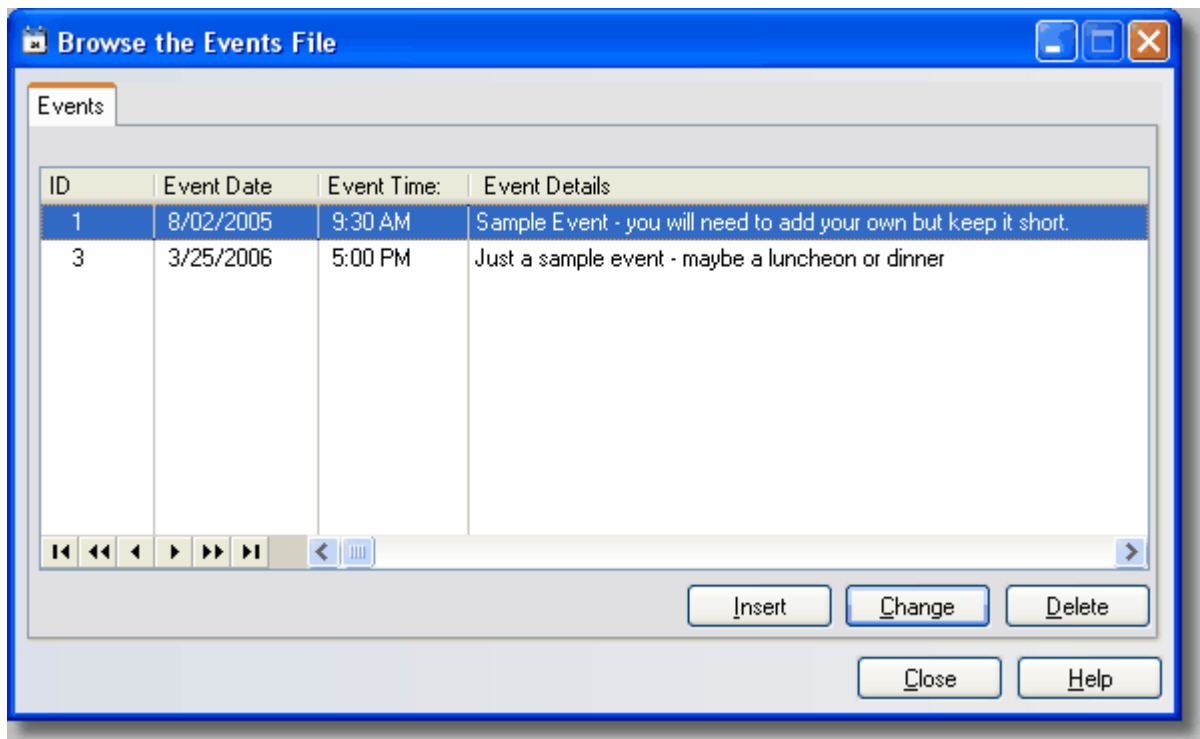 Browse the Events File
Events
ID Event Date Event Time: Event Details
1 8/02/2005 9:30 AM Sample Event - you will need to add your own but keep it short.
3 3/25/2006 5:00 PM Just a sample event - maybe a luncheon or dinner
Insert Change Delete
Close Help